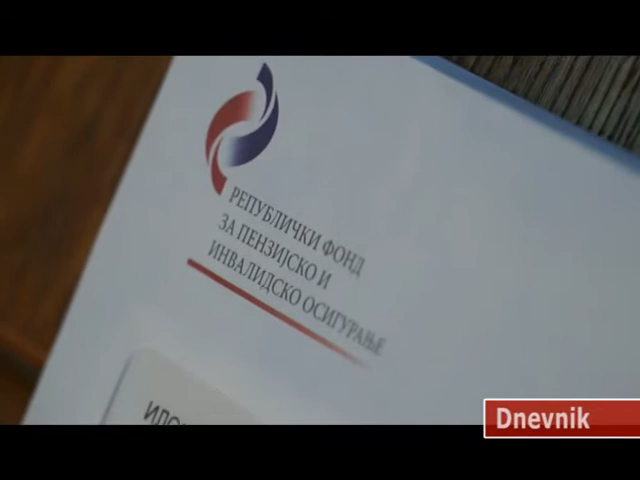 РЕПУБЛИЧКИ ФОНД
ЗА ПЕНЗИЈСКО И
ИНВАЛИДСКО ОСИГУРАЊЕ
Dnevnik